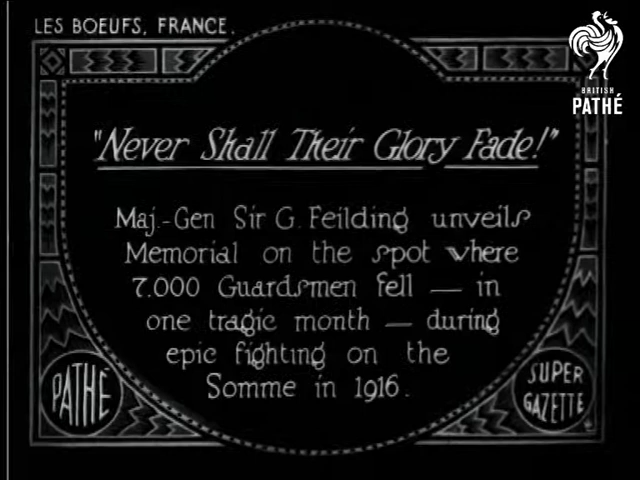 LES BOEUFS, FRANCE.
BRITISH
PATHÉ
"Never Shall Their Glory Fade!"
Maj.-Gen Sir G. Feilding unveils
Memorial on the spot where
7.000 Guardsmen fell — in
one tragic month — during
epic fighting on the
Somme in 1916.
PATHÉ
SUPER
GAZETTE